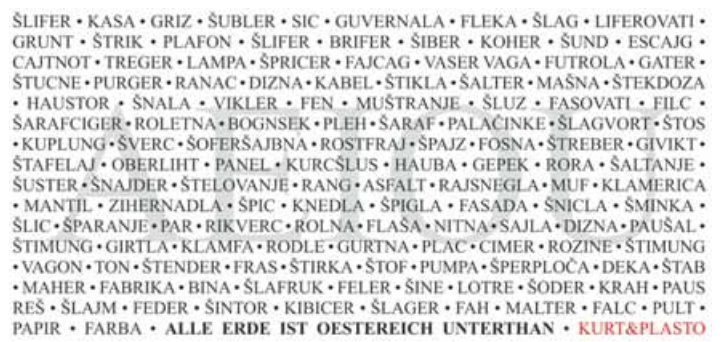 ŠLIFER • KASA • GRIZ • ŠUBLER • SIC • GUVERNALA • FLEKA • ŠLAG • LIFEROVATI •
GRUNT • ŠTRIK • PLAFON • ŠLIFER • BRIFER • ŠIBER • KOHER • ŠUND • ESCAJG •
CAJTNOT • TREGER • LAMPA • ŠPRICER • FAJCAG • VASER VAGA • FUTROLA • GATER •
ŠTUCNE • PURGER • RANAC • DIZNA • KABEL • ŠTIKLA • ŠALTER • MAŠNA • ŠTEKDOZA
• HAUSTOR • ŠNALA • VIKLER • FEN • MUŠTRANJE • ŠLUZ • FASOVATI • FILC •
ŠARAFCIGER • ROLETNA • BOGNSEK • PLEH • ŠARAF • PALAČINKE • ŠLAGVORT • ŠTOS
• KUPLUNG • ŠVERC • ŠOFERŠAJBNA • ROSTFRAJ • ŠPAJZ • FOSNA • ŠTREBER • GIVIKT •
ŠTAFELAJ • OBERLIHT • PANEL • KURCŠLUS • HAUBA • GEPEK • RORA • ŠALTANJE •
ŠUSTER • ŠNAJDER • ŠTELOVANJE • RANG • ASFALT • RAJSNEGLA • MUF • KLAMERICA
• MANTIL • ZIHERNADLA • ŠPIC • KNEDLA • ŠPIGLA • FASADA • ŠNICLA • ŠMINKA •
ŠLIC • ŠPARANJE • PAR • RIKVERC • ROLNA • FLAŠA • NITNA • SAJLA • DIZNA • PAUŠAL •
ŠTIMUNG • GIRTLA • KLAMFA • RODLE • GURTNA • PLAC • CIMER • ROZINE • ŠTIMUNG
• VAGON • TON • ŠTENDER • FRAS • ŠTIRKA • ŠTOF • PUMPA • ŠPERPLOČA • DEKA • ŠTAB
• MAHER • FABRIKA • BINA • ŠLAFRUK • FELER • ŠINE • LOTRE • ŠODER • KRAH • PAUS
REŠ • ŠLAJM • FEDER • ŠINTOR • KIBICER • ŠLAGER • FAH • MALTER • FALC • PULT •
PAPIR • FARBA • ALLE ERDE IST OESTEREICH UNTERTHAN • KURT&PLASTO
AEIOU